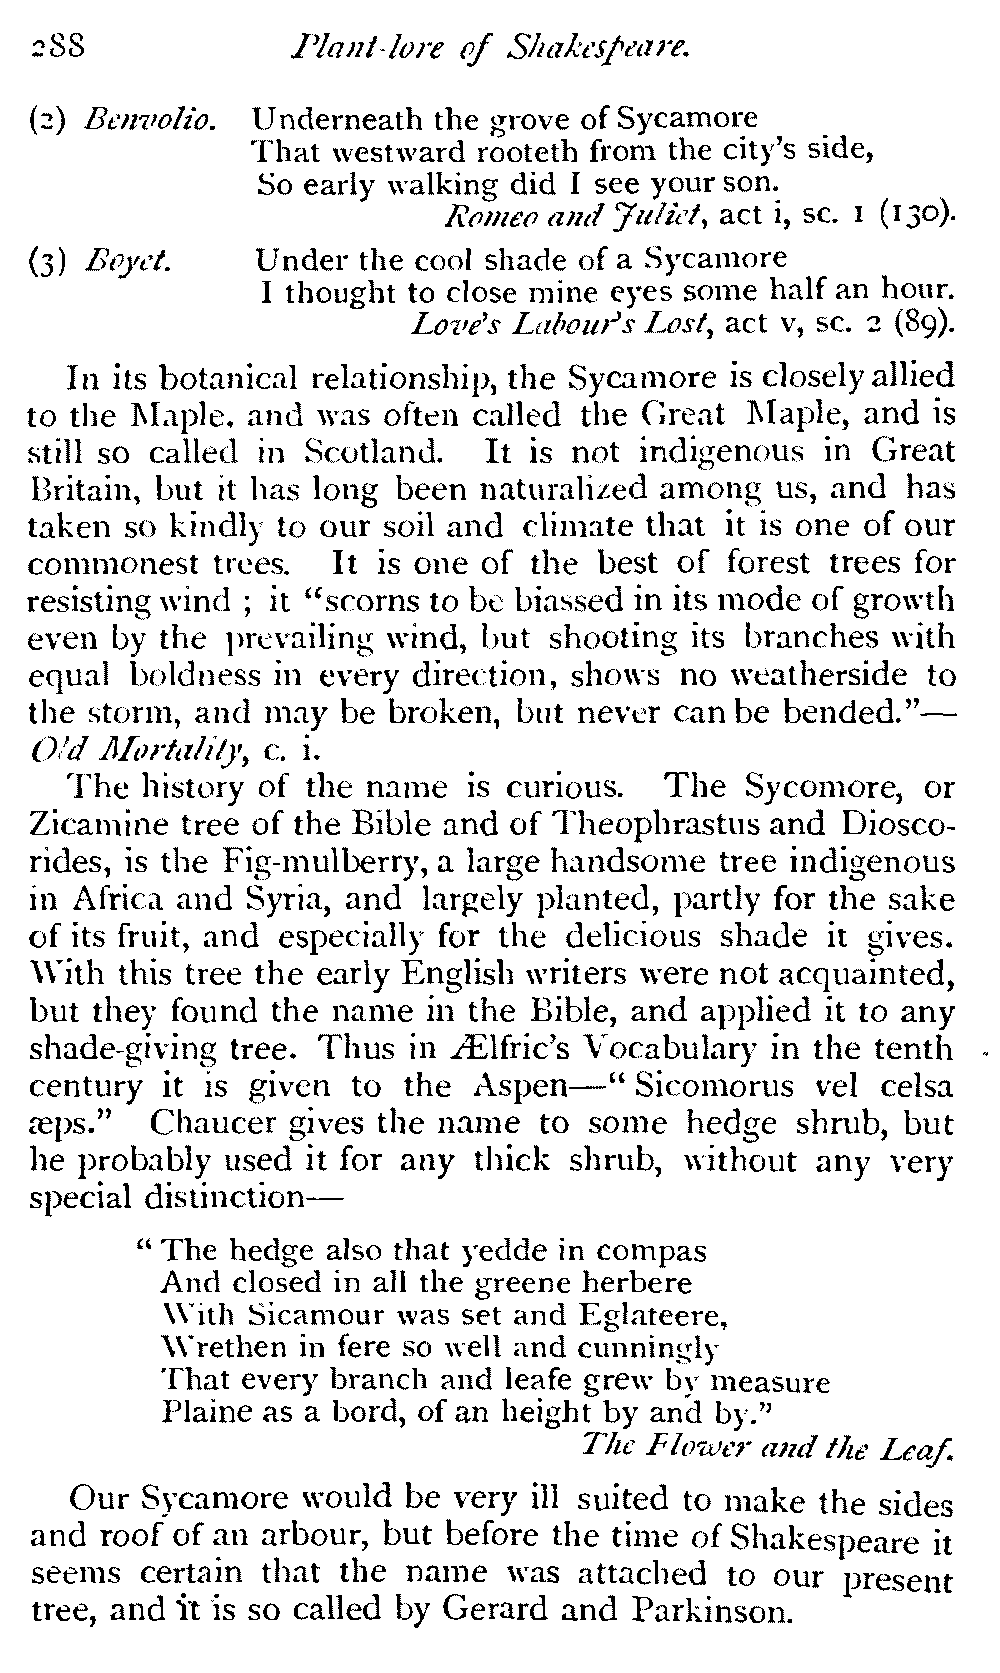 288 Plant-lore of Shakespeare.
(2) Benvolio. Underneath the grove of Sycamore
That westward rooteth from the city's side,
So early walking did I see your son.
Romeo and Juliet, act i, sc. 1 (130).
(3) Boyet. Under the cool shade of a Sycamore
I thought to close mine eyes some half an hour.
Love's Labour's Lost, act v, sc. 2 (89).
In its botanical relationship, the Sycamore is closely allied
to the Maple, and was often called the Great Maple, and is
still so called in Scotland. It is not indigenous in Great
Britain, but it has long been naturalized among us, and has
taken so kindly to our soil and climate that it is one of our
commonest trees. It is one of the best of forest trees for
resisting wind ; it "scorns to be biassed in its mode of growth
even by the prevailing wind, but shooting its branches with
equal boldness in every direction, shows no weatherside to
the storm, and may be broken, but never can be bended."—
Old Mortality, c. i.
The history of the name is curious. The Sycomore, or
Zicamine tree of the Bible and of Theophrastus and Diosco-
rides, is the Fig-mulberry, a large handsome tree indigenous
in Africa and Syria, and largely planted, partly for the sake
of its fruit, and especially for the delicious shade it gives.
With this tree the early English writers were not acquainted,
but they found the name in the Bible, and applied it to any
shade-giving tree. Thus in Ælfric's Vocabulary in the tenth
century it is given to the Aspen—" Sicomorus vel celsa
æps." Chaucer gives the name to some hedge shrub, but
he probably used it for any thick shrub, without any very
special distinction—
" The hedge also that yedde in compas
And closed in all the greene herbere
With Sicamour was set and Eglateere,
Wrethen in fere so well and cunningly
That every branch and leafe grew by measure
Plaine as a bord, of an height by and by."
The Flower and the Leaf.
Our Sycamore would be very ill suited to make the sides
and roof of an arbour, but before the time of Shakespeare it
seems certain that the name was attached to our present
tree, and it is so called by Gerard and Parkinson.